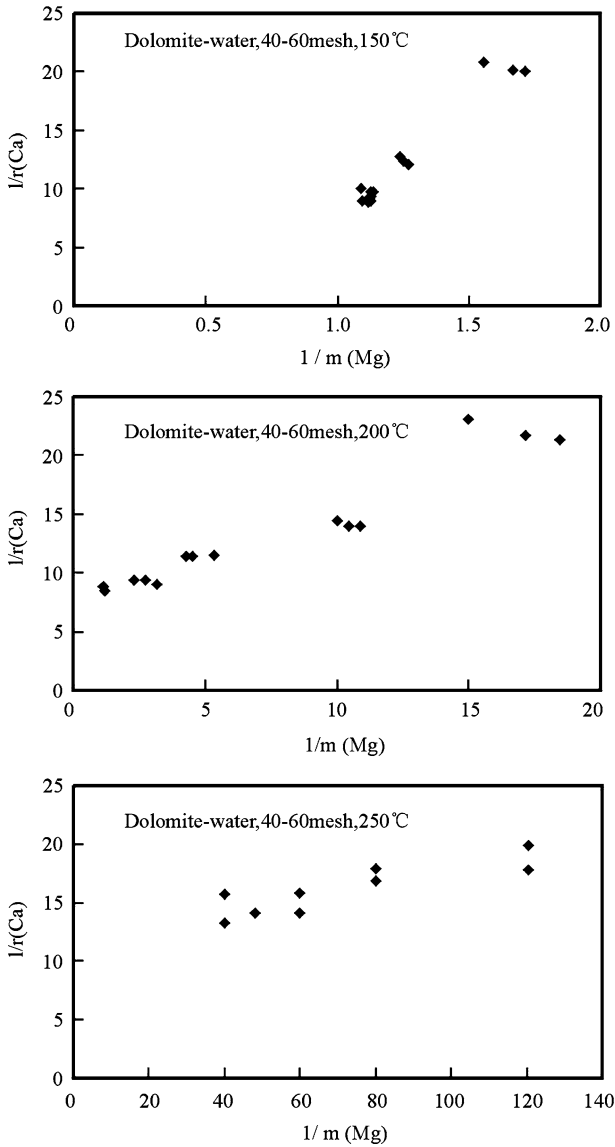 25
Dolomite-water,40-60mesh,150℃
20
15
l/r(Ca)
10
5
0
0 0.5 1.0 1.5 2.0
1 / m (Mg)
25
Dolomite-water,40-60mesh,200℃
20
15
l/r(Ca)
10
5
0
0 5 10 15 20
1/m (Mg)
25
Dolomite-water,40-60mesh,250℃
20
15
l/r(Ca)
10
5
0
0 20 40 60 80 100 120 140
1/ m (Mg)